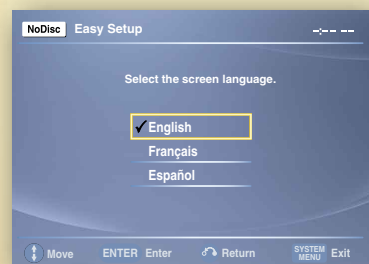 NoDisc Easy Setup --:-- --
Select the screen language.
✓ English
Français
Español
Move ENTER Enter Return SYSTEM MENU Exit